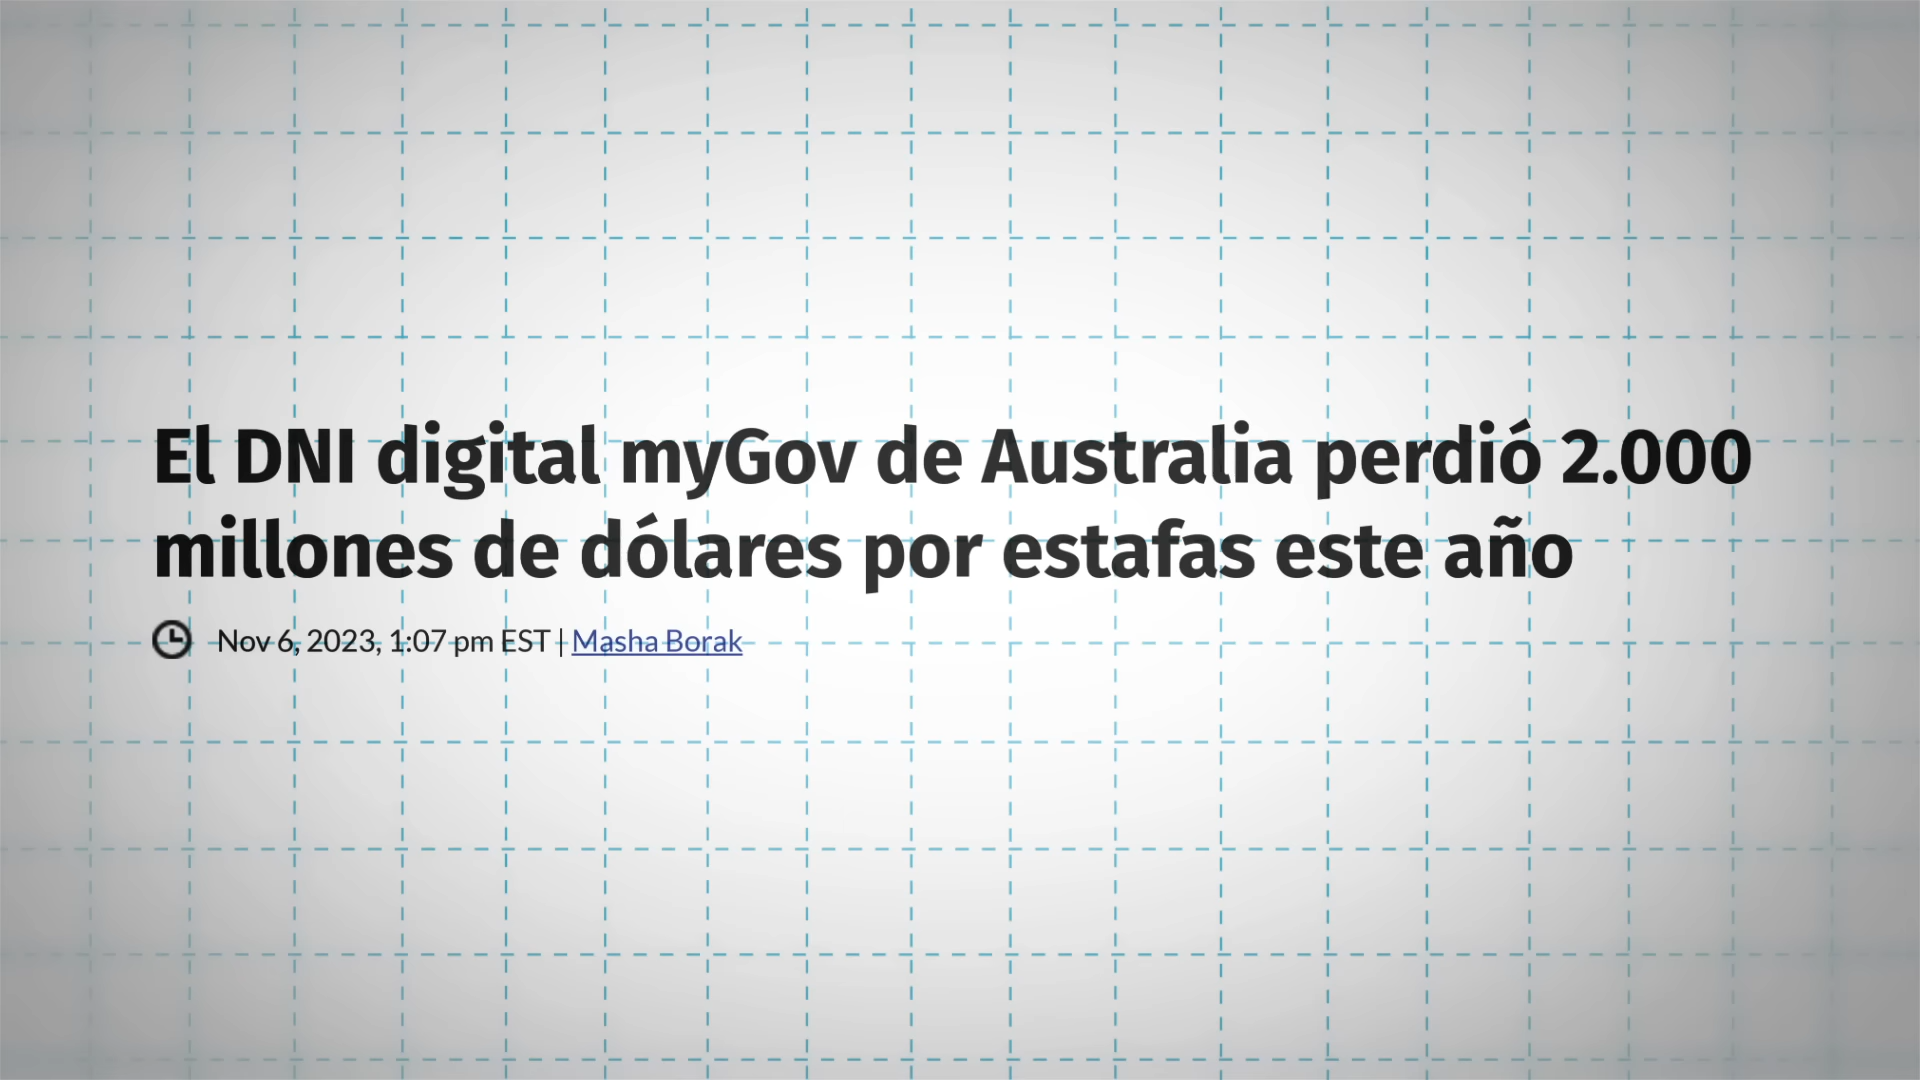 El DNI digital myGov de Australia perdió 2.000
millones de dólares por estafas este año
Nov 6, 2023, 1:07 pm EST | Masha Borak